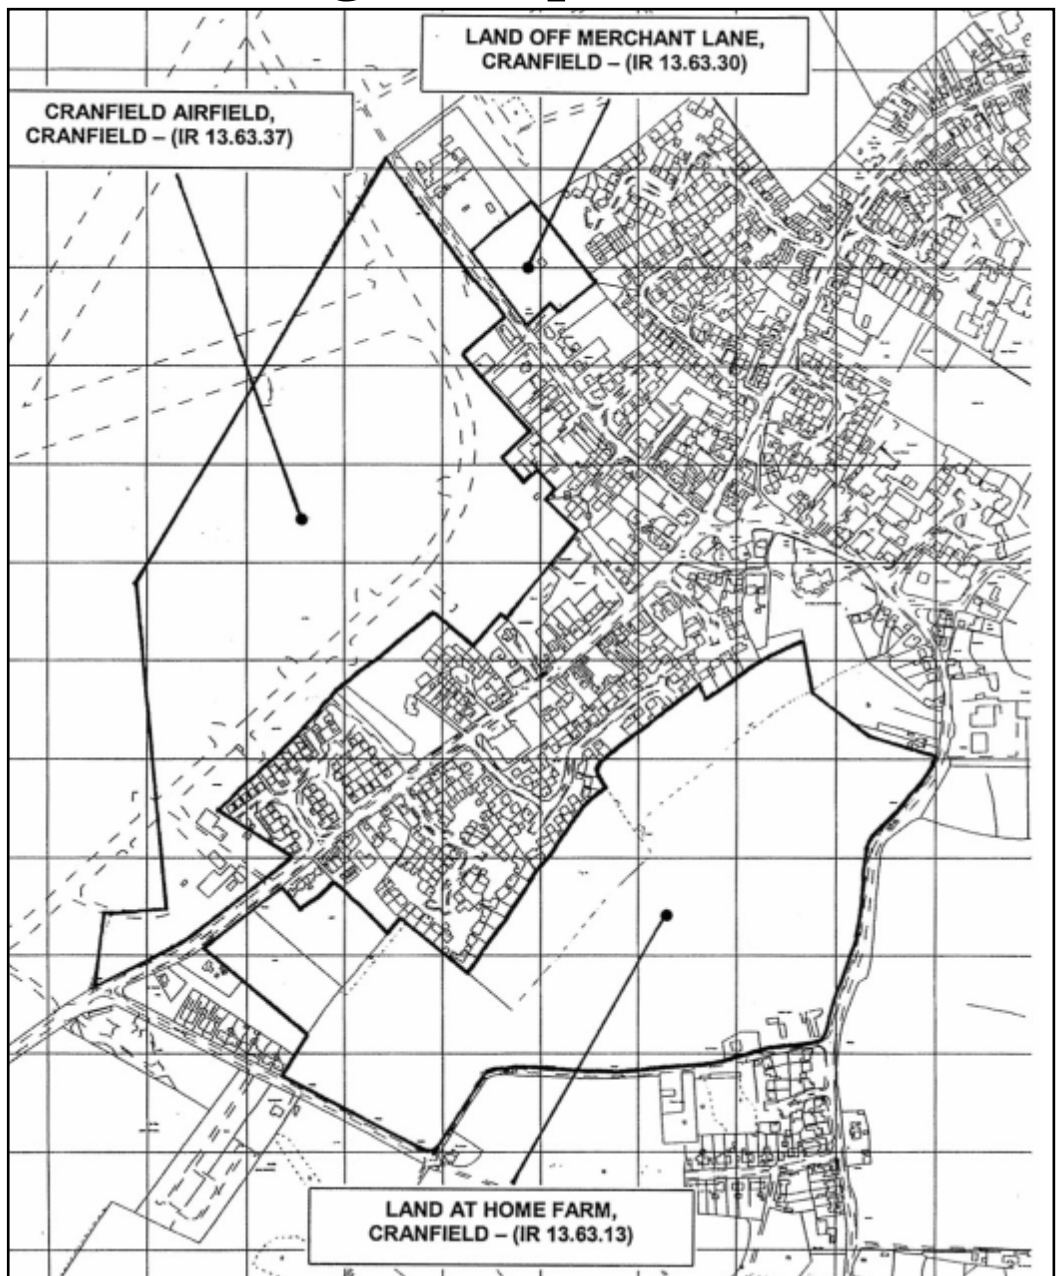 LAND OFF MERCHANT LANE,
CRANFIELD – (IR 13.63.30)
CRANFIELD AIRFIELD,
CRANFIELD – (IR 13.63.37)
LAND AT HOME FARM,
CRANFIELD – (IR 13.63.13)